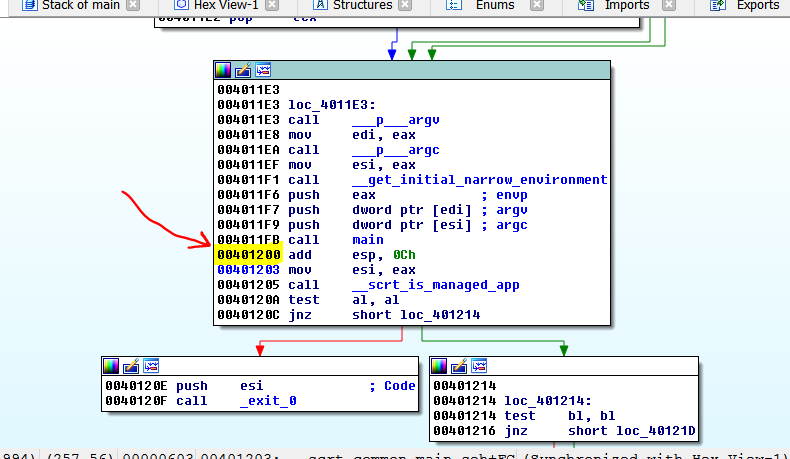 Stack of main Hex View-1 Structures Enums Imports Exports
004011E2 pop ecx
004011E3
004011E3 loc_4011E3:
004011E3 call ___p___argv
004011E8 mov edi, eax
004011EA call ___p___argc
004011EF mov esi, eax
004011F1 call __get_initial_narrow_environment
004011F6 push eax ; envp
004011F7 push dword ptr [edi] ; argv
004011F9 push dword ptr [esi] ; argc
004011FB call main
00401200 add esp, 0Ch
00401203 mov esi, eax
00401205 call __scrt_is_managed_app
0040120A test al, al
0040120C jnz short loc_401214
0040120E push esi ; Code
0040120F call _exit_0
00401214
00401214 loc_401214:
00401214 test bl, bl
00401216 jnz short loc_40121D
994) (257,56) 00000603 00401203: __scrt_common_main_seh+FC (Synchronized with Hex View-1)